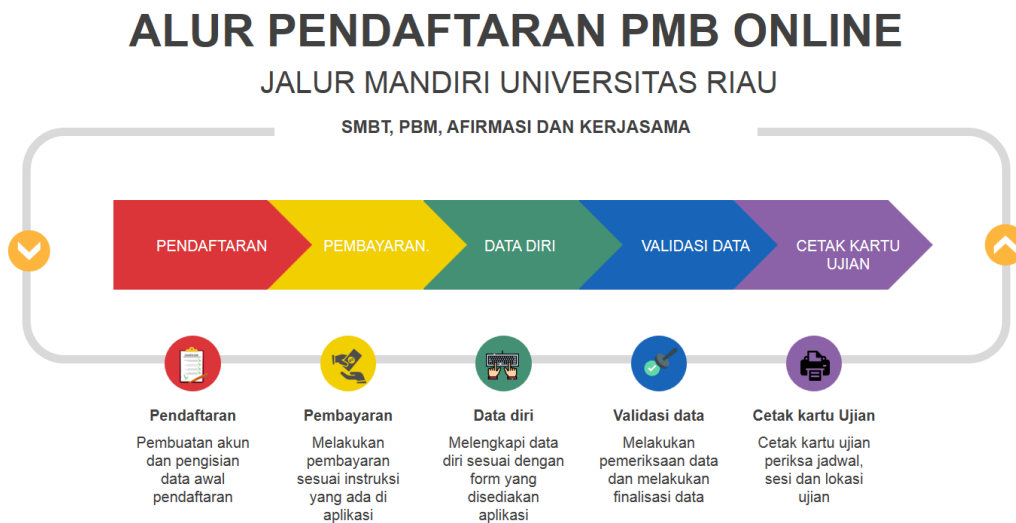 ALUR PENDAFTARAN PMB ONLINE
JALUR MANDIRI UNIVERSITAS RIAU
SMBT, PBM, AFIRMASI DAN KERJASAMA
PENDAFTARAN
PEMBAYARAN.
DATA DIRI
VALIDASI DATA
CETAK KARTU
UJIAN
Pendaftaran
Pembuatan akun
dan pengisian
data awal
pendaftaran
Pembayaran
Melakukan
pembayaran
sesuai instruksi
yang ada di
aplikasi
Data diri
Melengkapi data
diri sesuai dengan
form yang
disediakan
aplikasi
Validasi data
Melakukan
pemeriksaan data
dan melakukan
finalisasi data
Cetak kartu Ujian
Cetak kartu ujian
periksa jadwal,
sesi dan lokasi
ujian